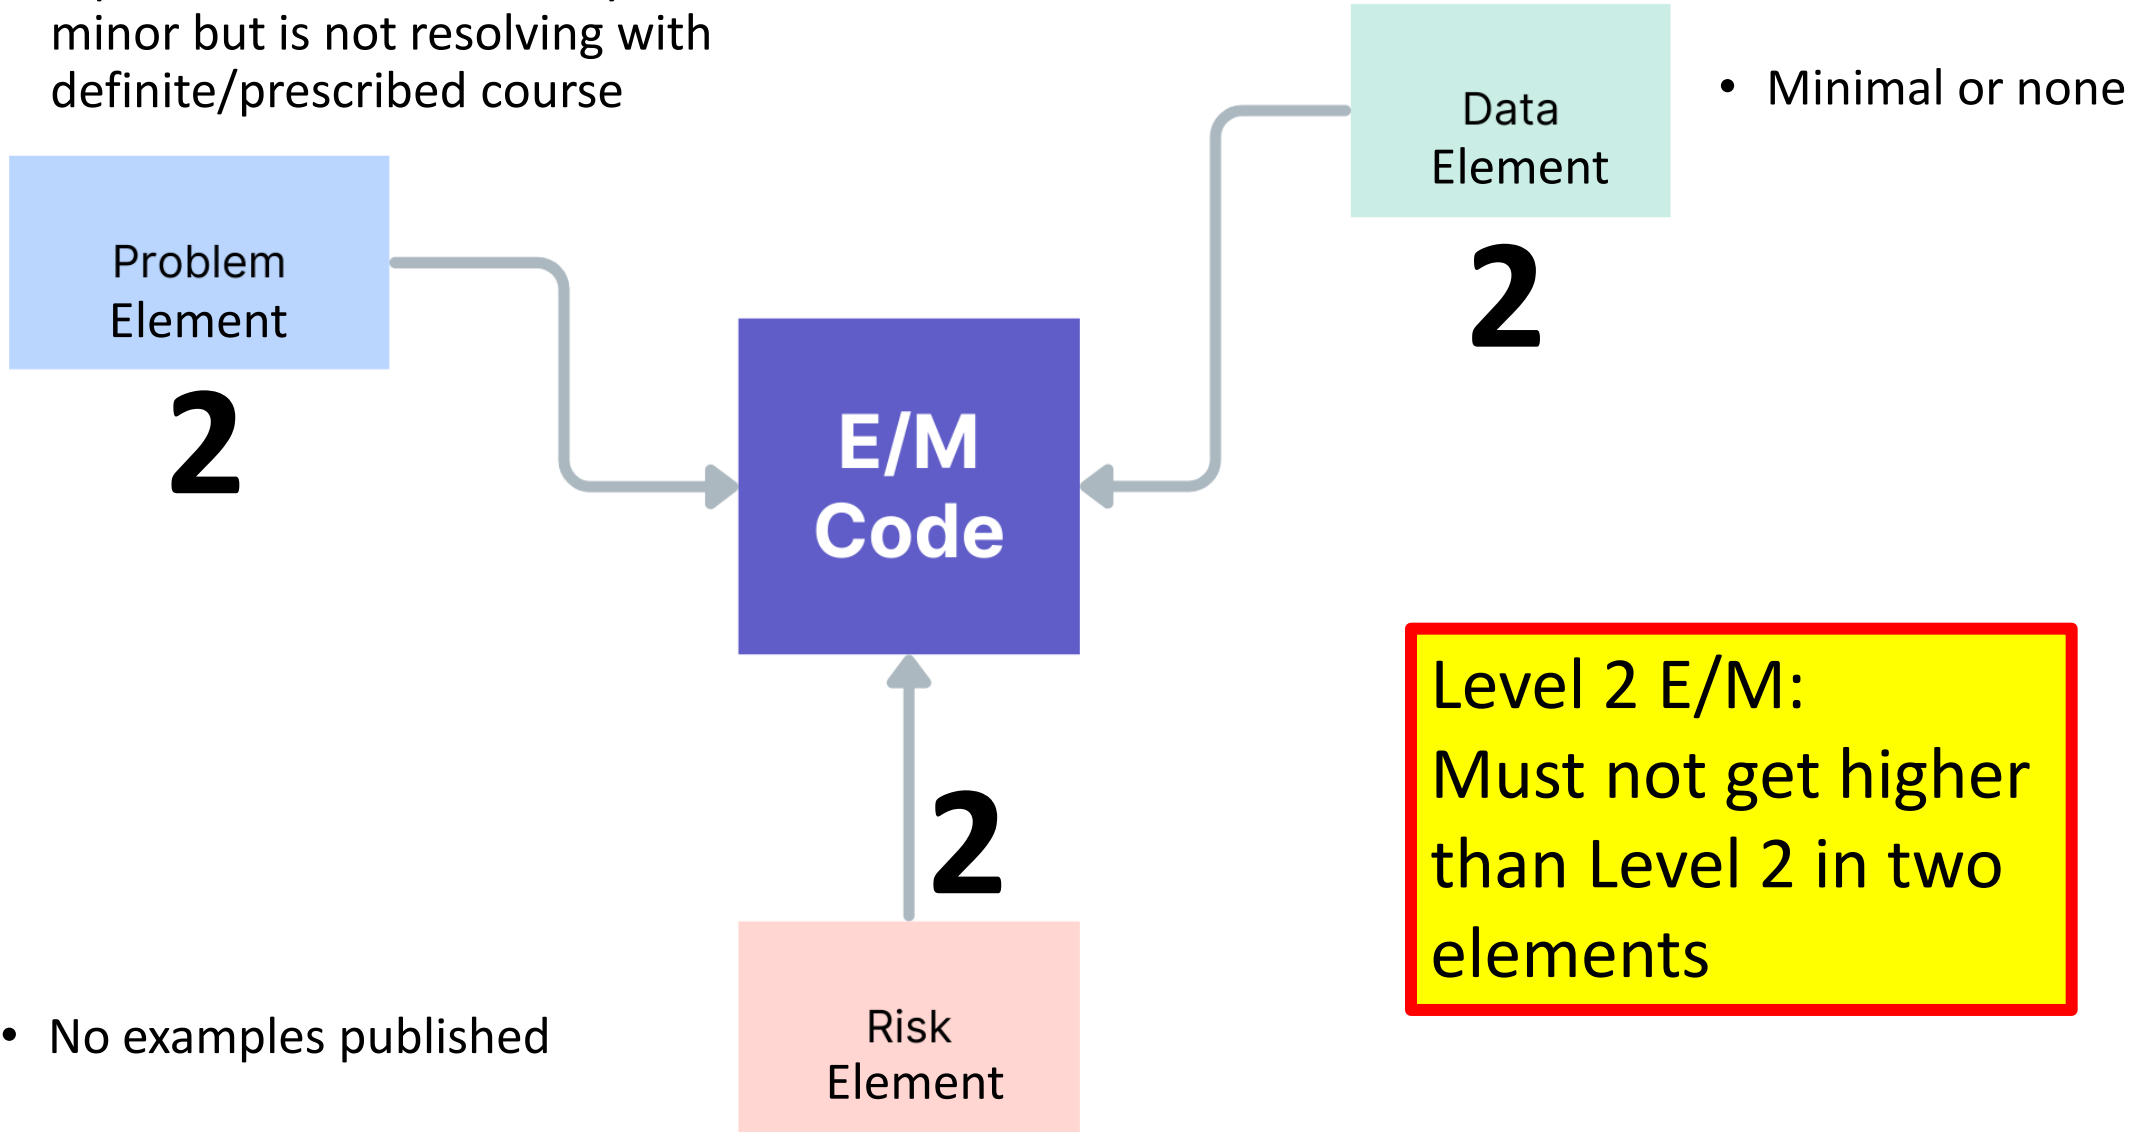 minor but is not resolving with
definite/prescribed course
Problem
Element
2
Data
Element
2
• Minimal or none
E/M
Code
2
Risk
Element
• No examples published
Level 2 E/M:
Must not get higher
than Level 2 in two
elements